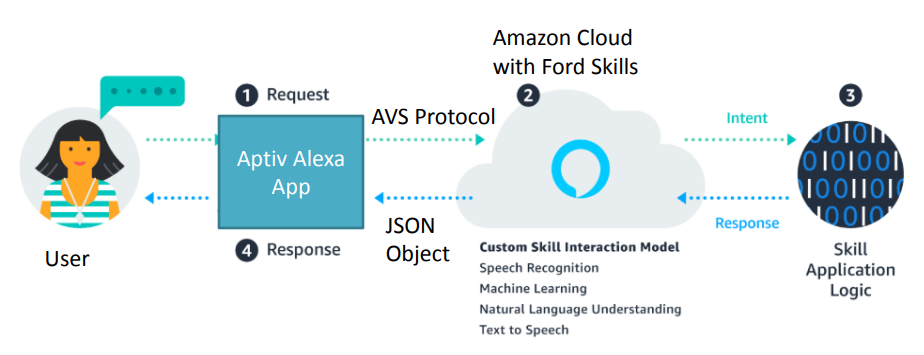 Amazon Cloud
with Ford Skills
1 Request
2
3
AVS Protocol
Intent
Aptiv Alexa
App
JSON
Object
Response
4 Response
User
Custom Skill Interaction Model
Speech Recognition
Machine Learning
Natural Language Understanding
Text to Speech
Skill
Application
Logic